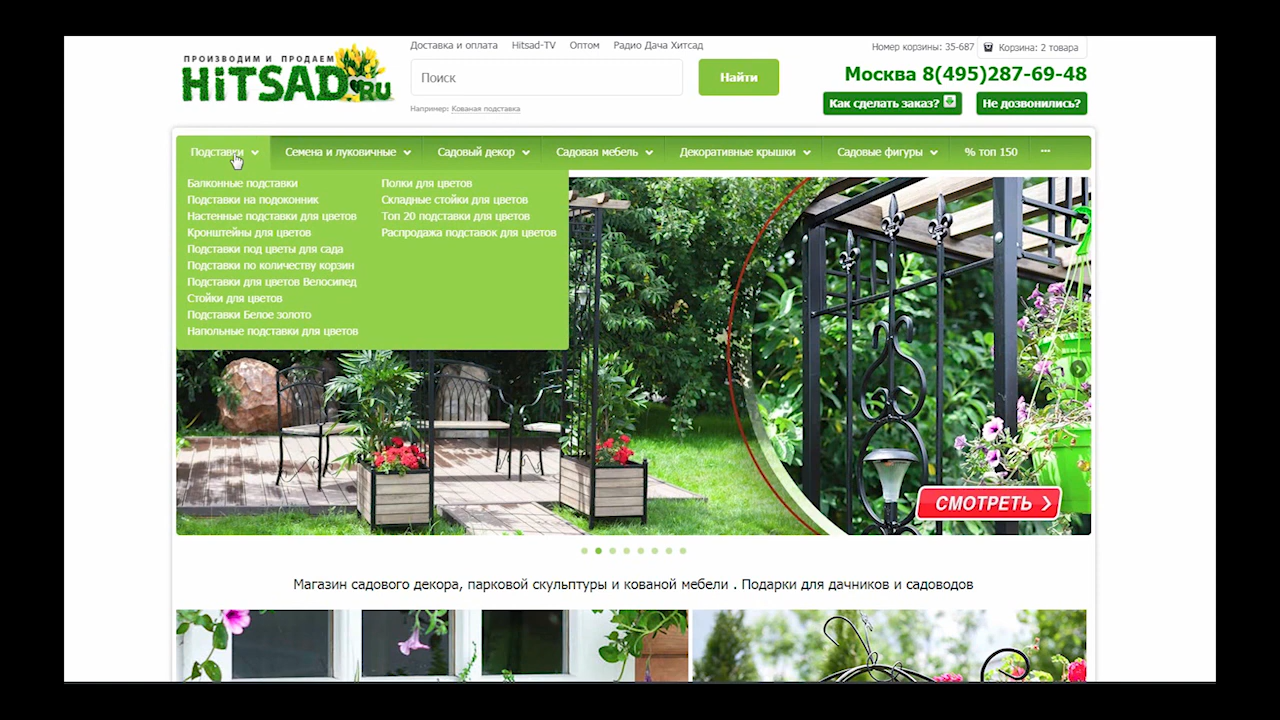 ПРОИЗВОДИМ И ПРОДАЕМ
HiTSAD.RU
Доставка и оплата Hitsad-TV Оптом Радио Дача Хитсад
Номер корзины: 35-687 Корзина: 2 товара
Поиск
Найти
Например: Кованая подставка
Москва 8(495)287-69-48
Как сделать заказ? Не дозвонились?
Подставки Семена и луковичные Садовый декор Садовая мебель Декоративные крышки Садовые фигуры % топ 150 ···
Балконные подставки
Подставки на подоконник
Настенные подставки для цветов
Кронштейны для цветов
Подставки под цветы для сада
Подставки по количеству корзин
Подставки для цветов Велосипед
Стойки для цветов
Подставки Белое золото
Напольные подставки для цветов
Полки для цветов
Складные стойки для цветов
Топ 20 подставки для цветов
Распродажа подставок для цветов
СМОТРЕТЬ
Магазин садового декора, парковой скульптуры и кованой мебели . Подарки для дачников и садоводов